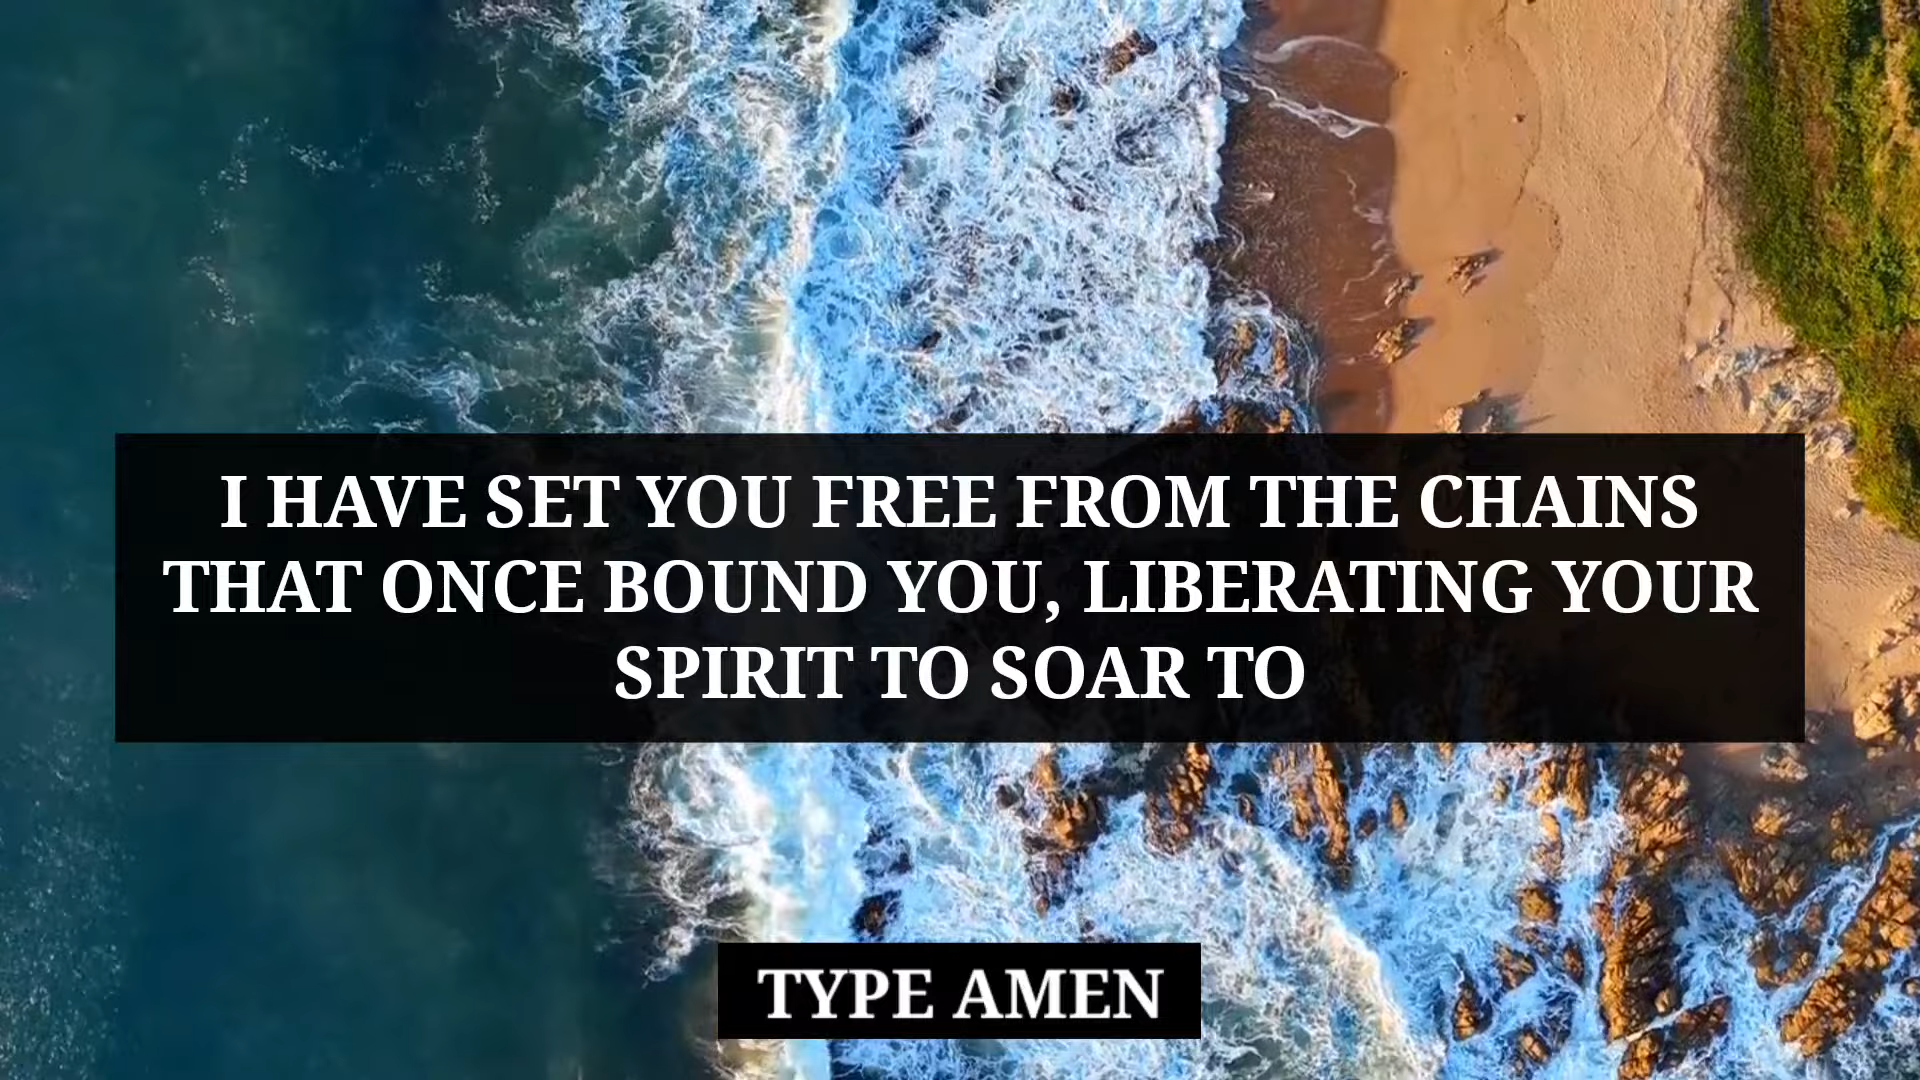 I HAVE SET YOU FREE FROM THE CHAINS
THAT ONCE BOUND YOU, LIBERATING YOUR
SPIRIT TO SOAR TO
TYPE AMEN